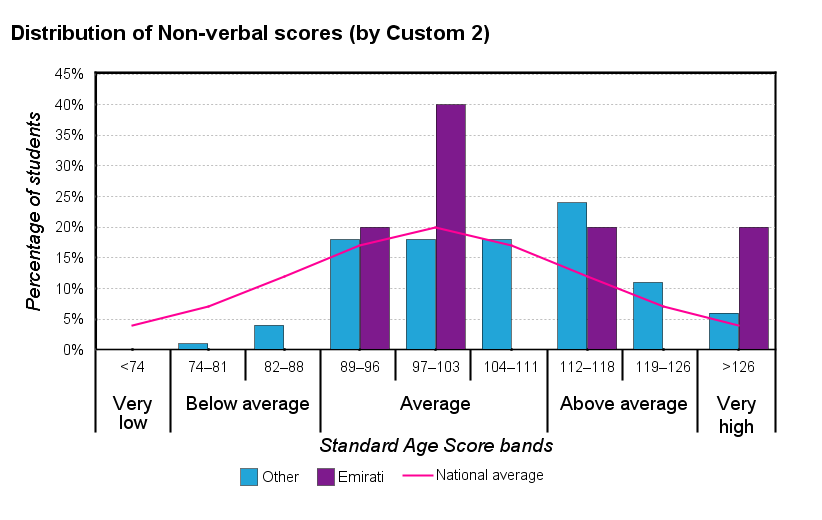 Distribution of Non-verbal scores (by Custom 2)
45%
40%
35%
30%
25%
20%
15%
10%
5%
0%
Percentage of students
<74 74–81 82–88 89–96 97–103 104–111 112–118 119–126 >126
Very low Below average Average Above average Very high
Standard Age Score bands
Other Emirati National average